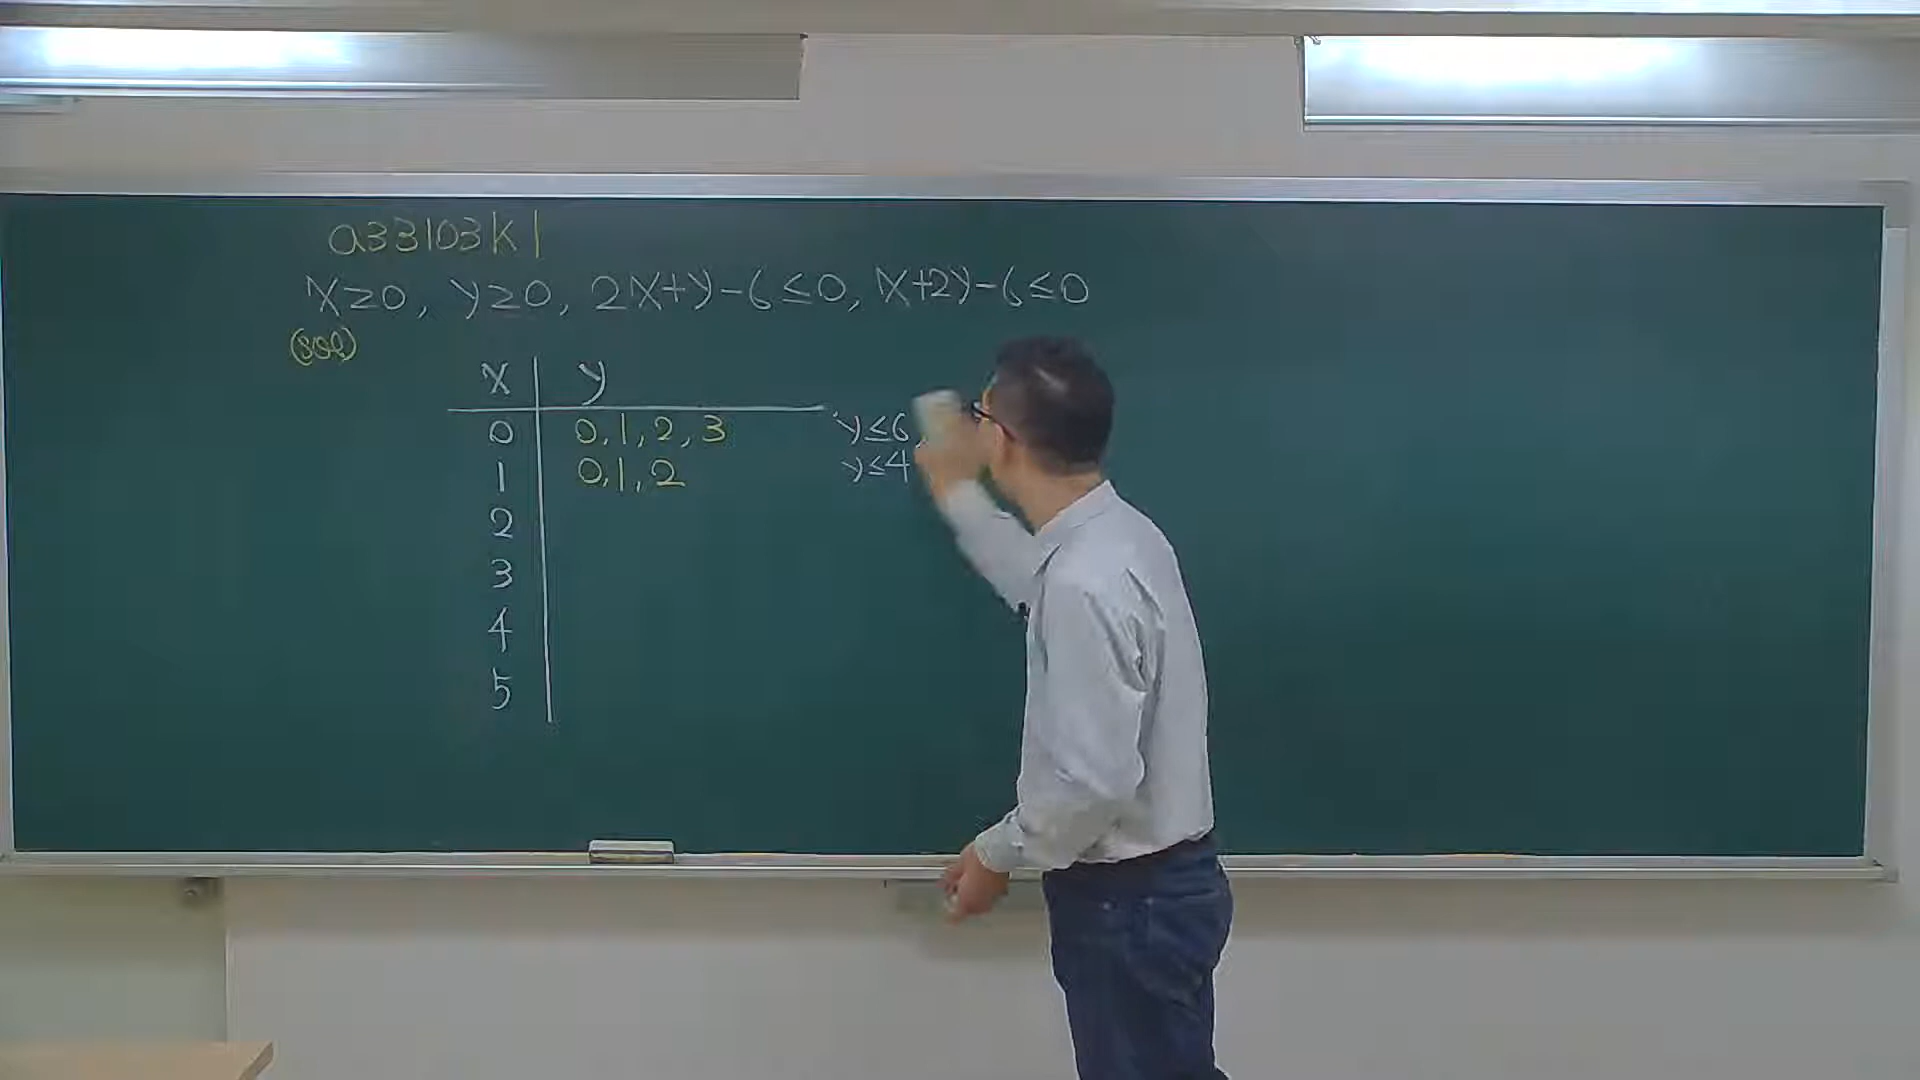 a33103k1
x≥0, y≥0, 2x+y-6≤0, x+2y-6≤0
(sol)
x y
0 0,1,2,3 y≤6,
1 0,1,2 y≤4
2
3
4
5